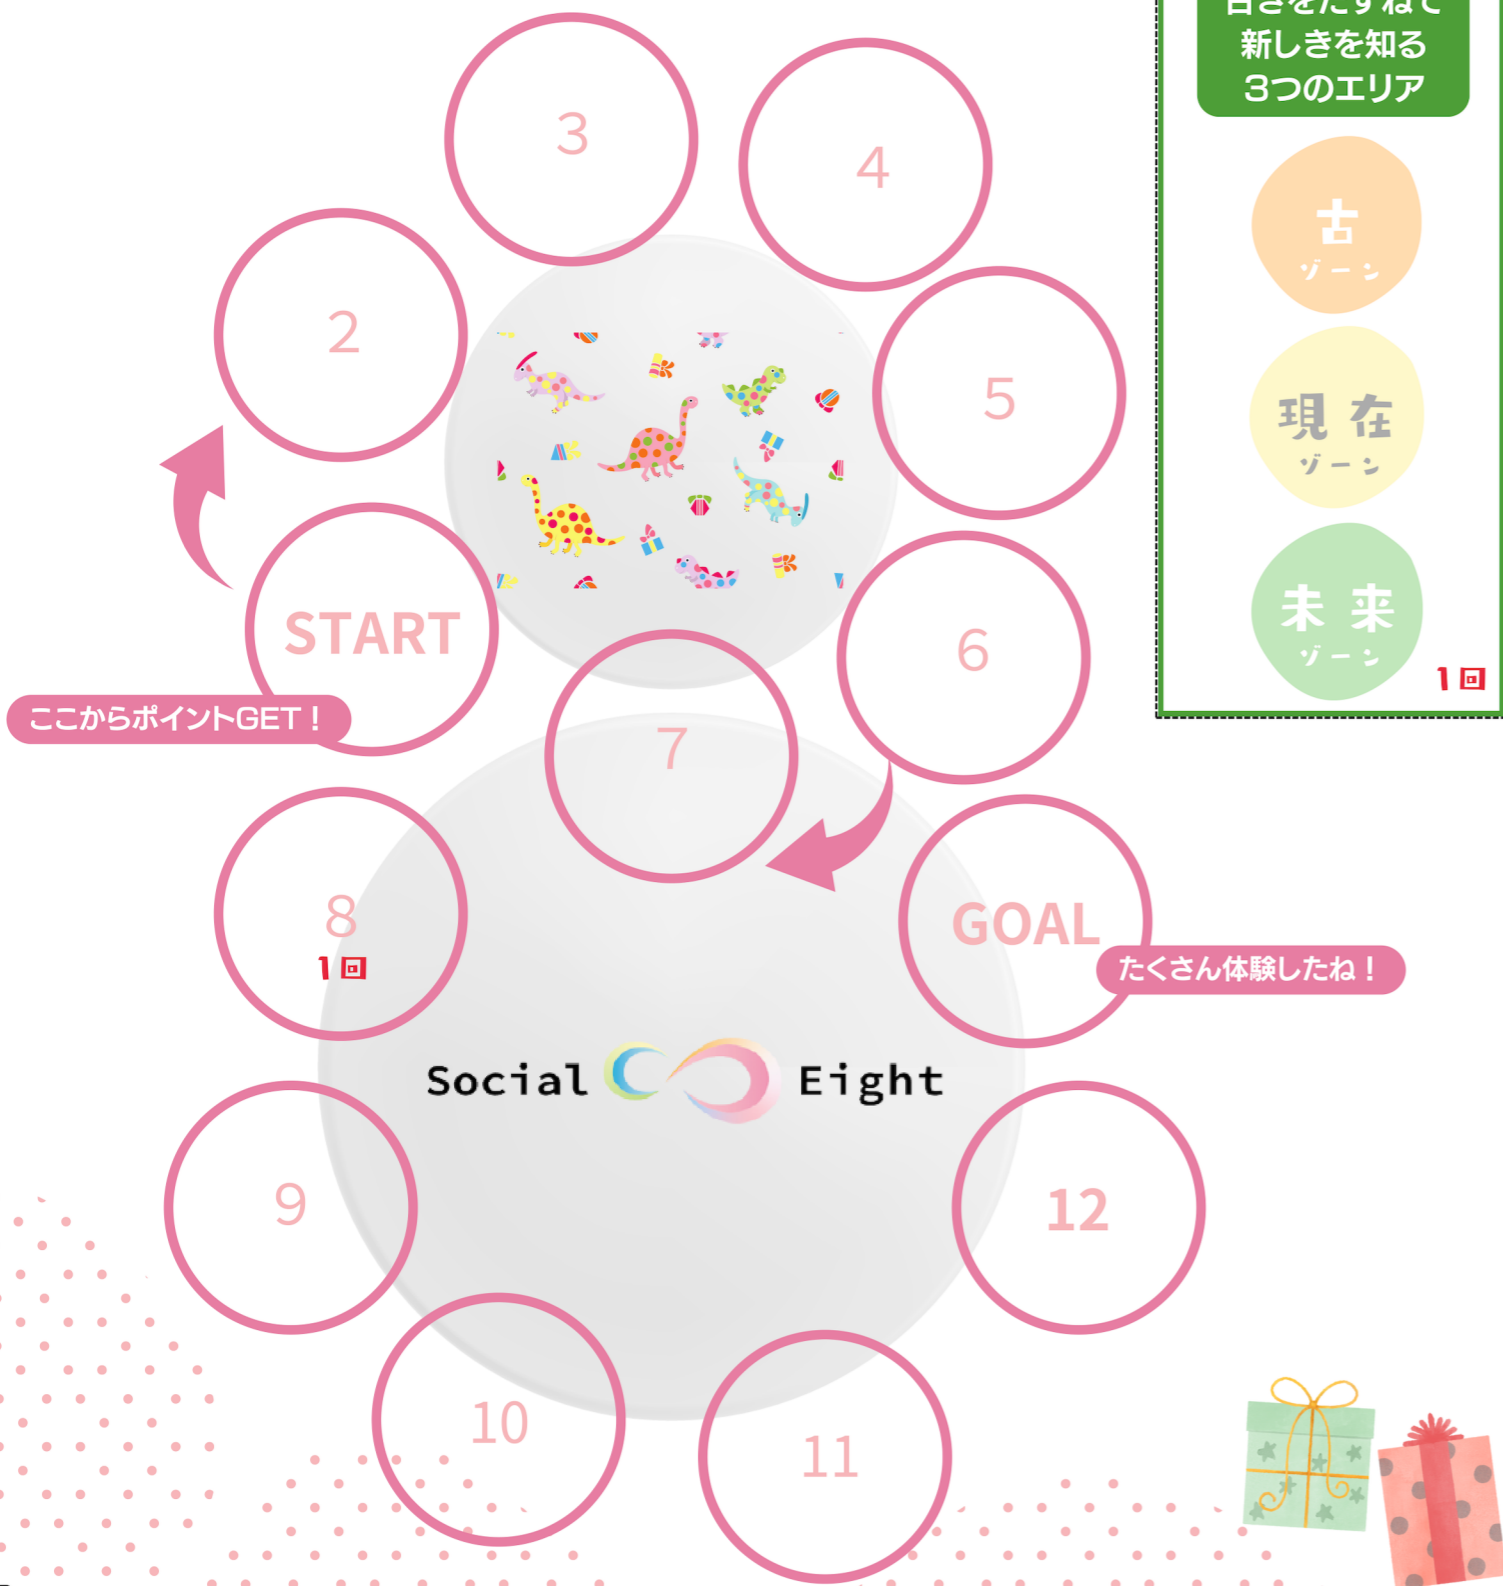 3
4
2
5
START
6
ここからポイントGET！
7
8
1回
GOAL
たくさん体験したね！
Social Eight
9
12
10
11
新しきを知る
3つのエリア
古
ゾーン
現在
ゾーン
未来
ゾーン
1回